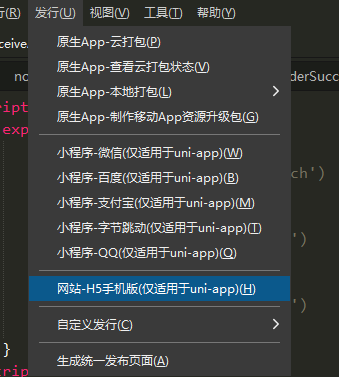 行(R) 发行(U) 视图(V) 工具(T) 帮助(Y)
原生App-云打包(P)
ceive.
原生App-查看云打包状态(V)
no
derSucc
原生App-本地打包(L)
ript
原生App-制作移动App资源升级包(G)
exp
小程序-微信(仅适用于uni-app)(W)
ch')
小程序-百度(仅适用于uni-app)(B)
小程序-支付宝(仅适用于uni-app)(M)
小程序-字节跳动(仅适用于uni-app)(T)
')
小程序-QQ(仅适用于uni-app)(Q)
网站-H5手机版(仅适用于uni-app)(H)
')
自定义发行(C)
}
生成统一发布页面(A)
ript